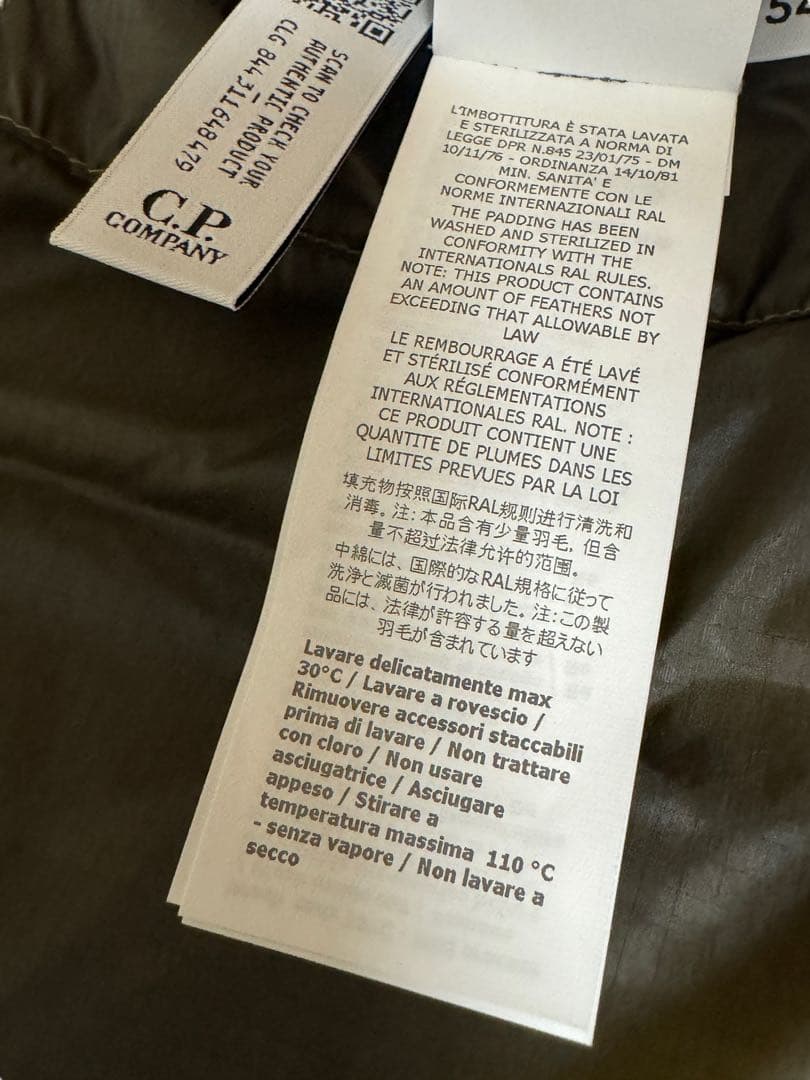 54
SCAN TO CHECK YOUR
AUTHENTIC PRODUCT
CLG 844 311 648 479
C.P.
COMPANY
L'IMBOTTITURA È STATA LAVATA
E STERILIZZATA A NORMA DI
LEGGE DPR N.845 23/01/75 - DM
10/11/76 - ORDINANZA 14/10/81
MIN. SANITA' E
CONFORMEMENTE CON LE
NORME INTERNAZIONALI RAL
THE PADDING HAS BEEN
WASHED AND STERILIZED IN
CONFORMITY WITH THE
INTERNATIONALS RAL RULES.
NOTE: THIS PRODUCT CONTAINS
AN AMOUNT OF FEATHERS NOT
EXCEEDING THAT ALLOWABLE BY
LAW
LE REMBOURRAGE A ÉTÉ LAVÉ
ET STÉRILISÉ CONFORMÉMENT
AUX RÉGLEMENTATIONS
INTERNATIONALES RAL. NOTE :
CE PRODUIT CONTIENT UNE
QUANTITE DE PLUMES DANS LES
LIMITES PREVUES PAR LA LOI
填充物按照国际RAL规则进行清洗和
消毒。注:本品含有少量羽毛,但含
量不超过法律允许的范围。
中綿には、国際的なRAL規格に従って
洗浄と滅菌が行われました。注:この製
品には、法律が許容する量を超えない
羽毛が含まれています
Lavare delicatamente max
30°C / Lavare a rovescio /
Rimuovere accessori staccabili
prima di lavare / Non trattare
con cloro / Non usare
asciugatrice / Asciugare
appeso / Stirare a
temperatura massima 110 °C
- senza vapore / Non lavare a
secco